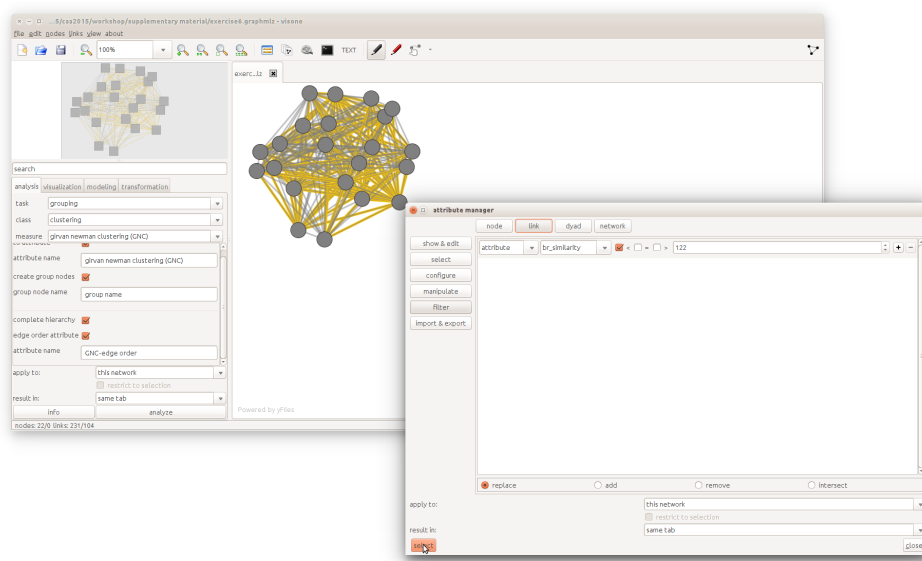 ...5/css2015/workshop/supplementary material/exercise6.graphmlz - visone
file edit nodes links view about
100%
TEXT
exerc...lz
search
analysis visualization modeling transformation
task grouping
class clustering
measure girvan newman clustering (GNC)
attribute name girvan newman clustering (GNC)
create group nodes
group node name group name
complete hierarchy
edge order attribute
attribute name GNC-edge order
apply to: this network
restrict to selection
result in: same tab
info analyze
Powered by yFiles
nodes: 22/0 links: 231/104
attribute manager
node link dyad network
show & edit
select
configure
manipulate
filter
import & export
attribute br_similarity < = > 122 + −
replace add remove intersect
apply to: this network
restrict to selection
result in: same tab
select close